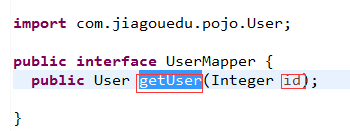 import com.jiagouedu.pojo.User;
public interface UserMapper {
public User getUser(Integer id);
}